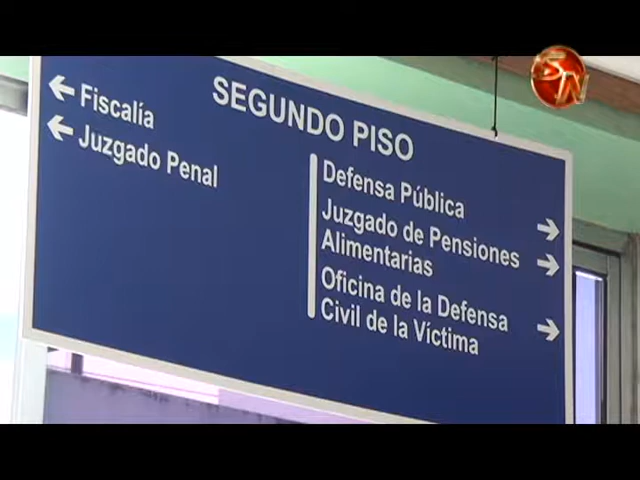 SEGUNDO PISO
Fiscalía
Juzgado Penal
Defensa Pública
Juzgado de Pensiones
Alimentarias
Oficina de la Defensa
Civil de la Víctima
SN